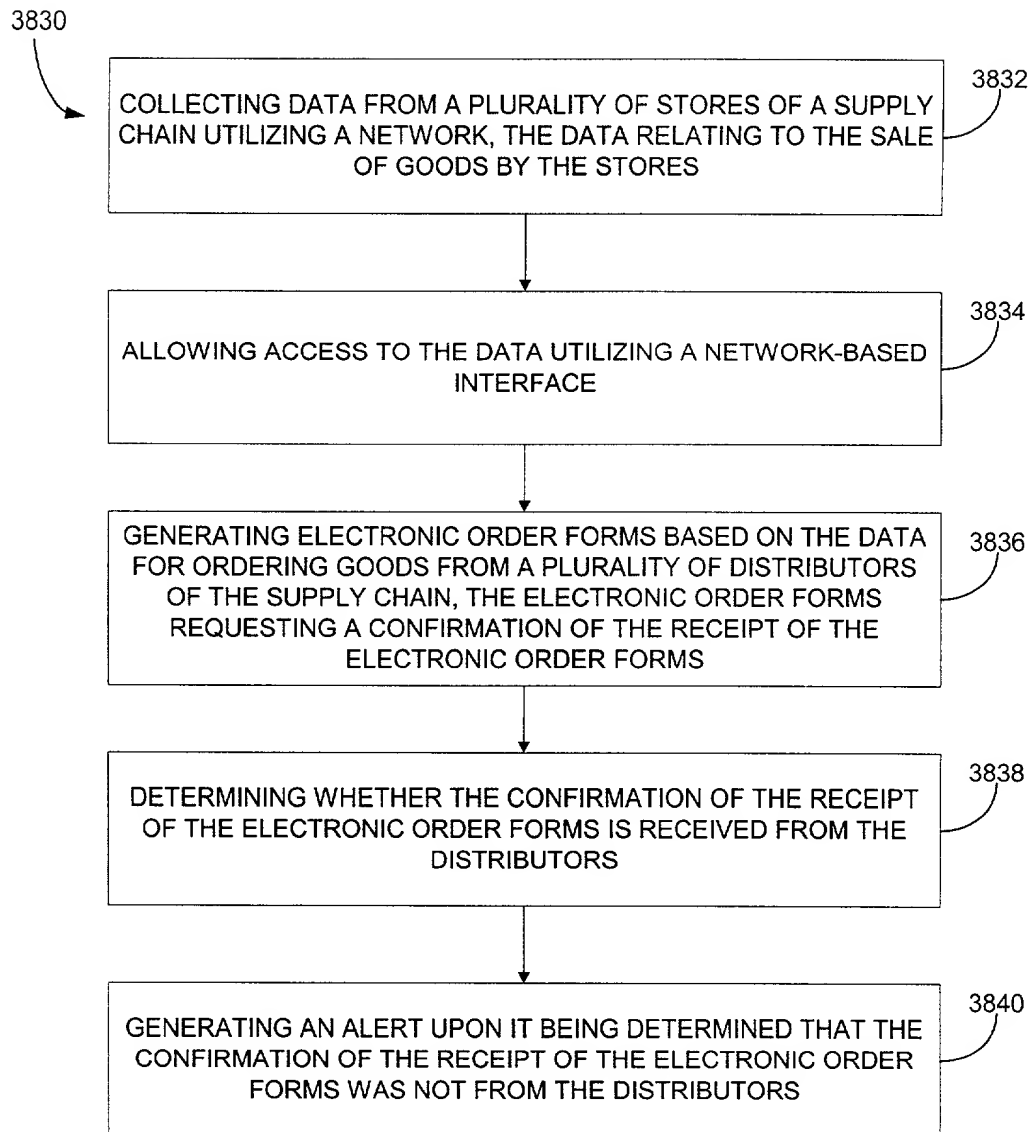 3830
3832
COLLECTING DATA FROM A PLURALITY OF STORES OF A SUPPLY
CHAIN UTILIZING A NETWORK, THE DATA RELATING TO THE SALE
OF GOODS BY THE STORES
3834
ALLOWING ACCESS TO THE DATA UTILIZING A NETWORK-BASED
INTERFACE
3836
GENERATING ELECTRONIC ORDER FORMS BASED ON THE DATA
FOR ORDERING GOODS FROM A PLURALITY OF DISTRIBUTORS
OF THE SUPPLY CHAIN, THE ELECTRONIC ORDER FORMS
REQUESTING A CONFIRMATION OF THE RECEIPT OF THE
ELECTRONIC ORDER FORMS
3838
DETERMINING WHETHER THE CONFIRMATION OF THE RECEIPT
OF THE ELECTRONIC ORDER FORMS IS RECEIVED FROM THE
DISTRIBUTORS
3840
GENERATING AN ALERT UPON IT BEING DETERMINED THAT THE
CONFIRMATION OF THE RECEIPT OF THE ELECTRONIC ORDER
FORMS WAS NOT FROM THE DISTRIBUTORS